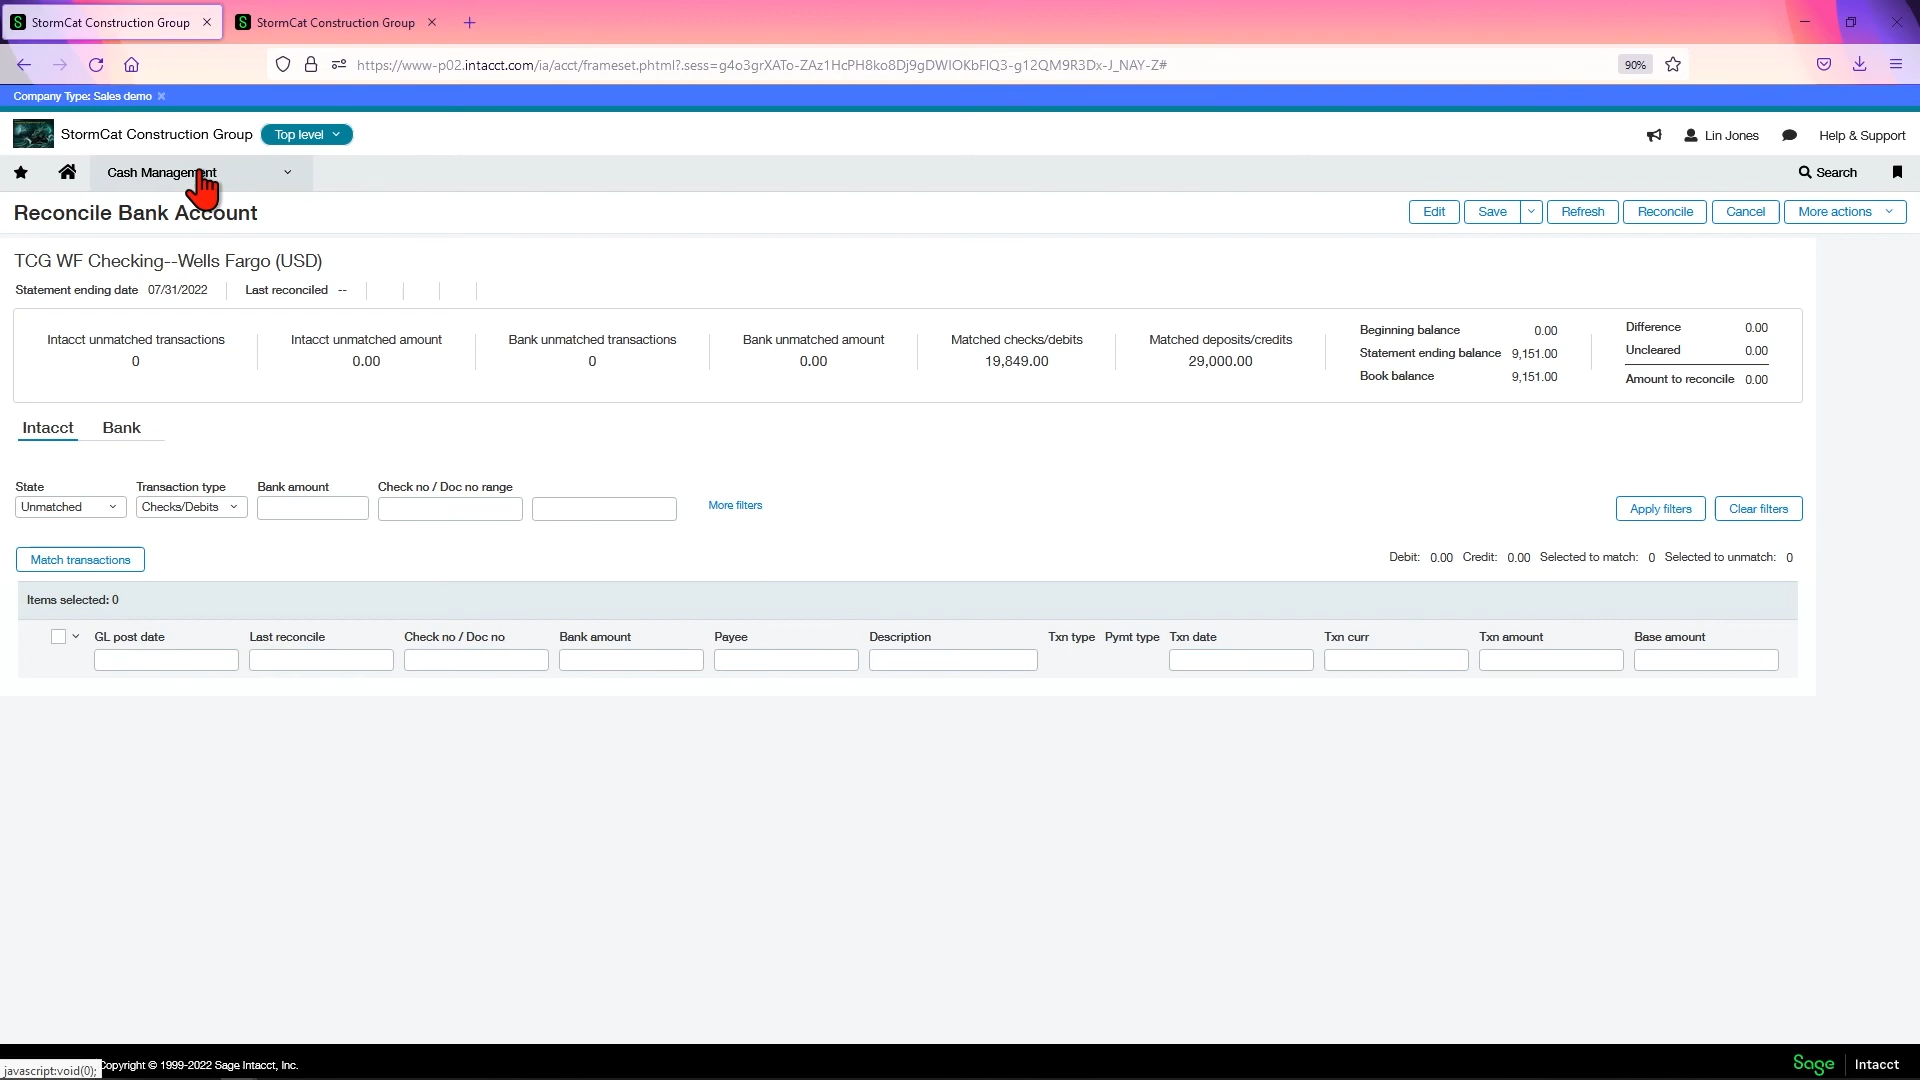 StormCat Construction Group
StormCat Construction Group
https://www-p02.intacct.com/ia/acct/frameset.phtml?.sess=g4o3grXATo-ZAz1HcPH8ko8Dj9gDWIOKbFlQ3-g12QM9R3Dx-J_NAY-Z#
90%
Company Type: Sales demo
StormCat Construction Group Top level
Lin Jones Help & Support
Cash Management Search
Reconcile Bank Account Edit Save Refresh Reconcile Cancel More actions
TCG WF Checking--Wells Fargo (USD)
Statement ending date 07/31/2022 Last reconciled --
Intacct unmatched transactions
0
Intacct unmatched amount
0.00
Bank unmatched transactions
0
Bank unmatched amount
0.00
Matched checks/debits
19,849.00
Matched deposits/credits
29,000.00
Beginning balance 0.00
Statement ending balance 9,151.00
Book balance 9,151.00
Difference 0.00
Uncleared 0.00
Amount to reconcile 0.00
Intacct Bank
State Transaction type Bank amount Check no / Doc no range
Unmatched Checks/Debits More filters Apply filters Clear filters
Match transactions Debit: 0.00 Credit: 0.00 Selected to match: 0 Selected to unmatch: 0
Items selected: 0
GL post date Last reconcile Check no / Doc no Bank amount Payee Description Txn type Pymt type Txn date Txn curr Txn amount Base amount
Copyright © 1999-2022 Sage Intacct, Inc.
javascript:void(0);
Sage Intacct